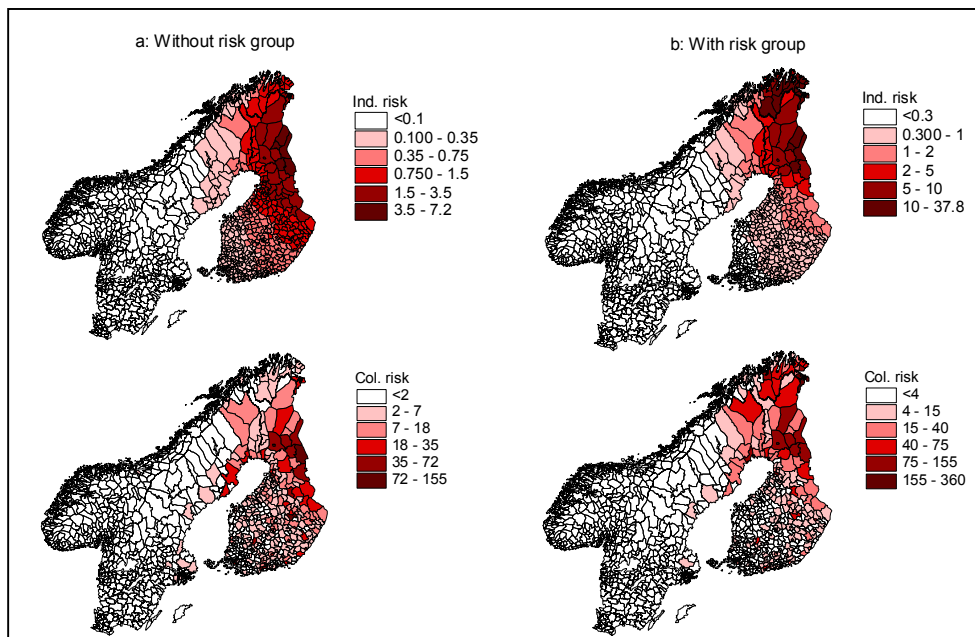 a: Without risk group
b: With risk group
Ind. risk
<0.1
0.100 - 0.35
0.35 - 0.75
0.750 - 1.5
1.5 - 3.5
3.5 - 7.2
Ind. risk
<0.3
0.300 - 1
1 - 2
2 - 5
5 - 10
10 - 37.8
Col. risk
<2
2 - 7
7 - 18
18 - 35
35 - 72
72 - 155
Col. risk
<4
4 - 15
15 - 40
40 - 75
75 - 155
155 - 360